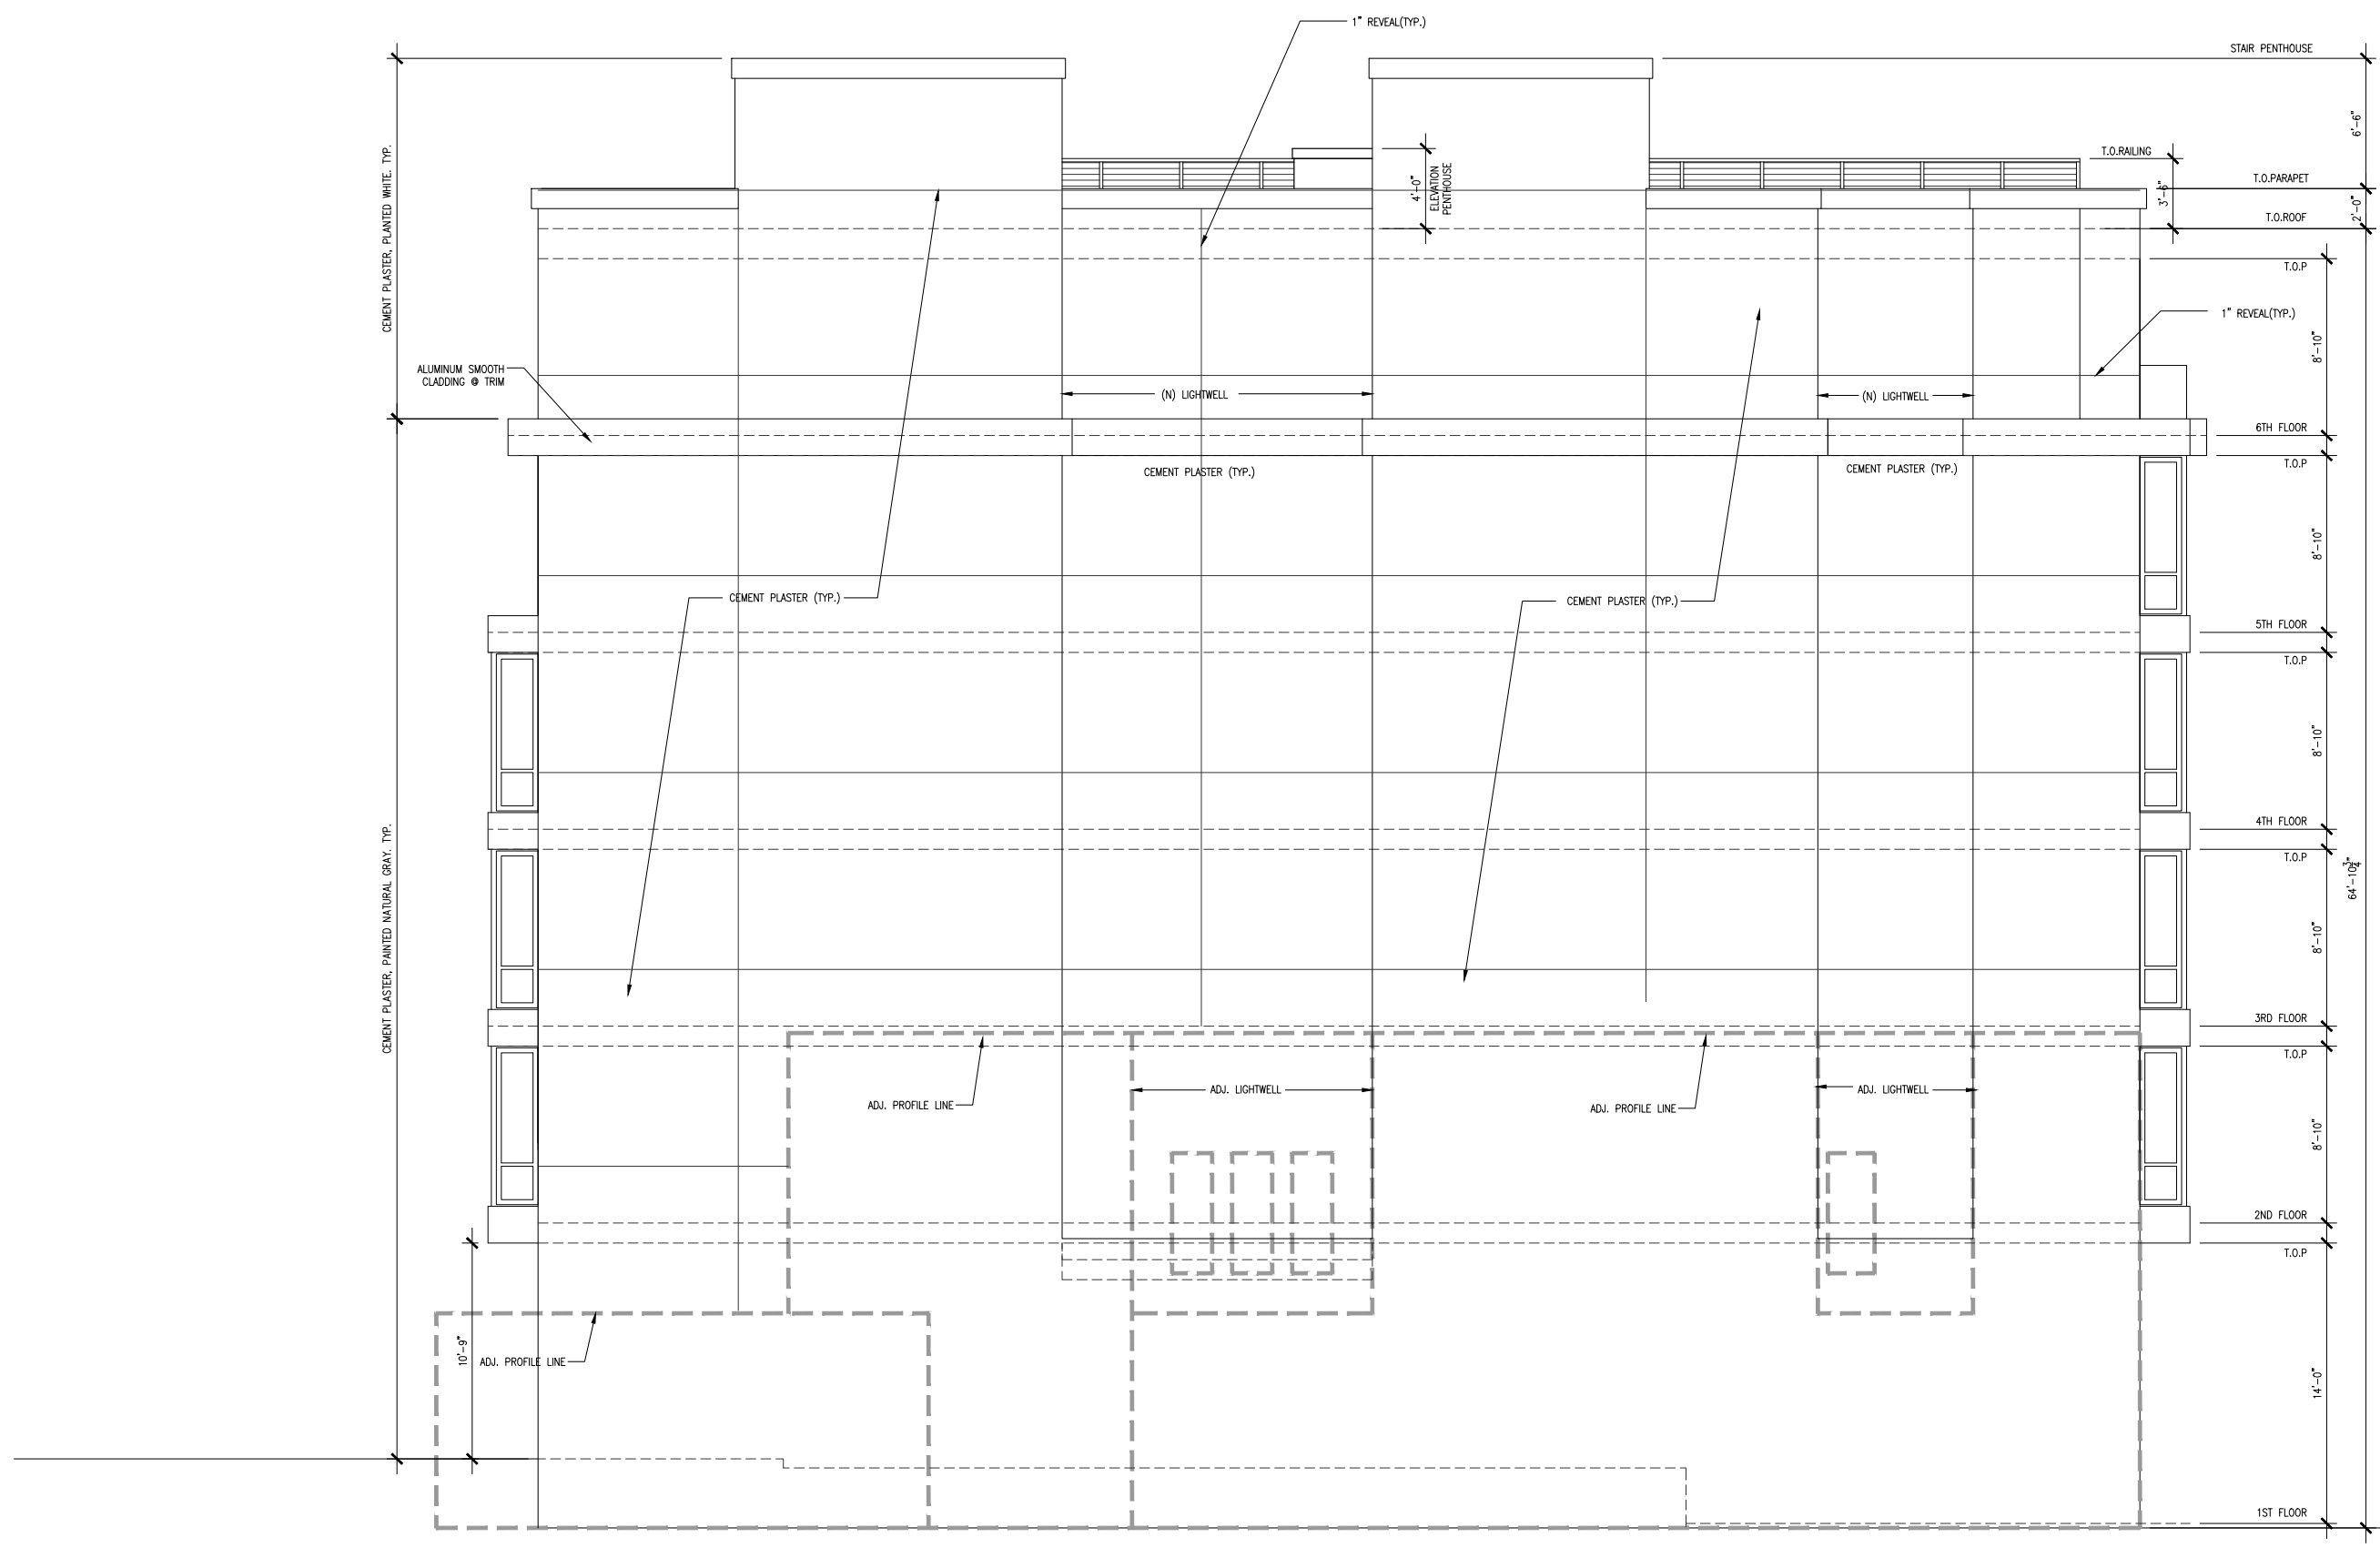 1" REVEAL(TYP.)
STAIR PENTHOUSE
6'-6"
T.O.RAILING
T.O.PARAPET
3'-6"
2'-0"
T.O.ROOF
4'-0"
ELEVATION
PENTHOUSE
CEMENT PLASTER, PLANTED WHITE. TYP.
T.O.P
1" REVEAL(TYP.)
8'-10"
ALUMINUM SMOOTH
CLADDING @ TRIM
(N) LIGHTWELL
(N) LIGHTWELL
6TH FLOOR
T.O.P
CEMENT PLASTER (TYP.)
CEMENT PLASTER (TYP.)
8'-10"
CEMENT PLASTER (TYP.)
CEMENT PLASTER (TYP.)
5TH FLOOR
T.O.P
8'-10"
4TH FLOOR
T.O.P
64'-10 3/4"
CEMENT PLASTER, PAINTED NATURAL GRAY. TYP.
8'-10"
3RD FLOOR
T.O.P
ADJ. PROFILE LINE
ADJ. LIGHTWELL
ADJ. PROFILE LINE
ADJ. LIGHTWELL
8'-10"
2ND FLOOR
T.O.P
10'-9"
ADJ. PROFILE LINE
14'-0"
1ST FLOOR